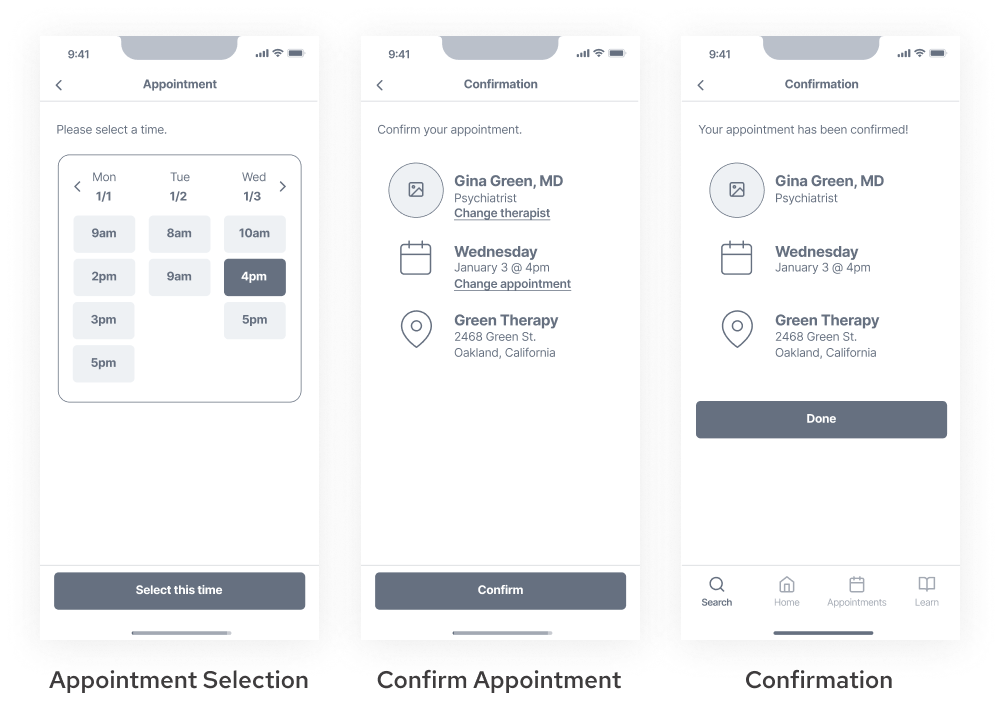 9:41
Appointment
Please select a time.
Mon Tue Wed
1/1 1/2 1/3
9am 8am 10am
2pm 9am 4pm
3pm 5pm
5pm
Select this time
Appointment Selection
9:41
Confirmation
Confirm your appointment.
Gina Green, MD
Psychiatrist
Change therapist
Wednesday
January 3 @ 4pm
Change appointment
Green Therapy
2468 Green St.
Oakland, California
Confirm
Confirm Appointment
9:41
Confirmation
Your appointment has been confirmed!
Gina Green, MD
Psychiatrist
Wednesday
January 3 @ 4pm
Green Therapy
2468 Green St.
Oakland, California
Done
Search Home Appointments Learn
Confirmation